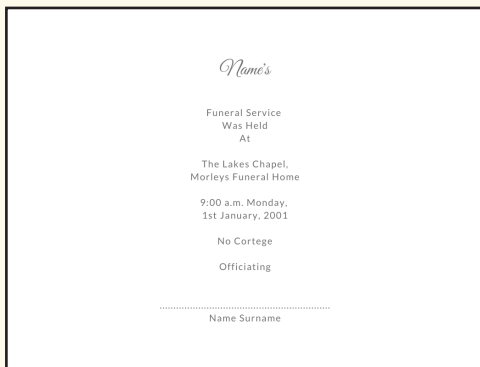 Name's
Funeral Service
Was Held
At
The Lakes Chapel,
Morleys Funeral Home
9:00 a.m. Monday,
1st January, 2001
No Cortege
Officiating
..............................................................
Name Surname